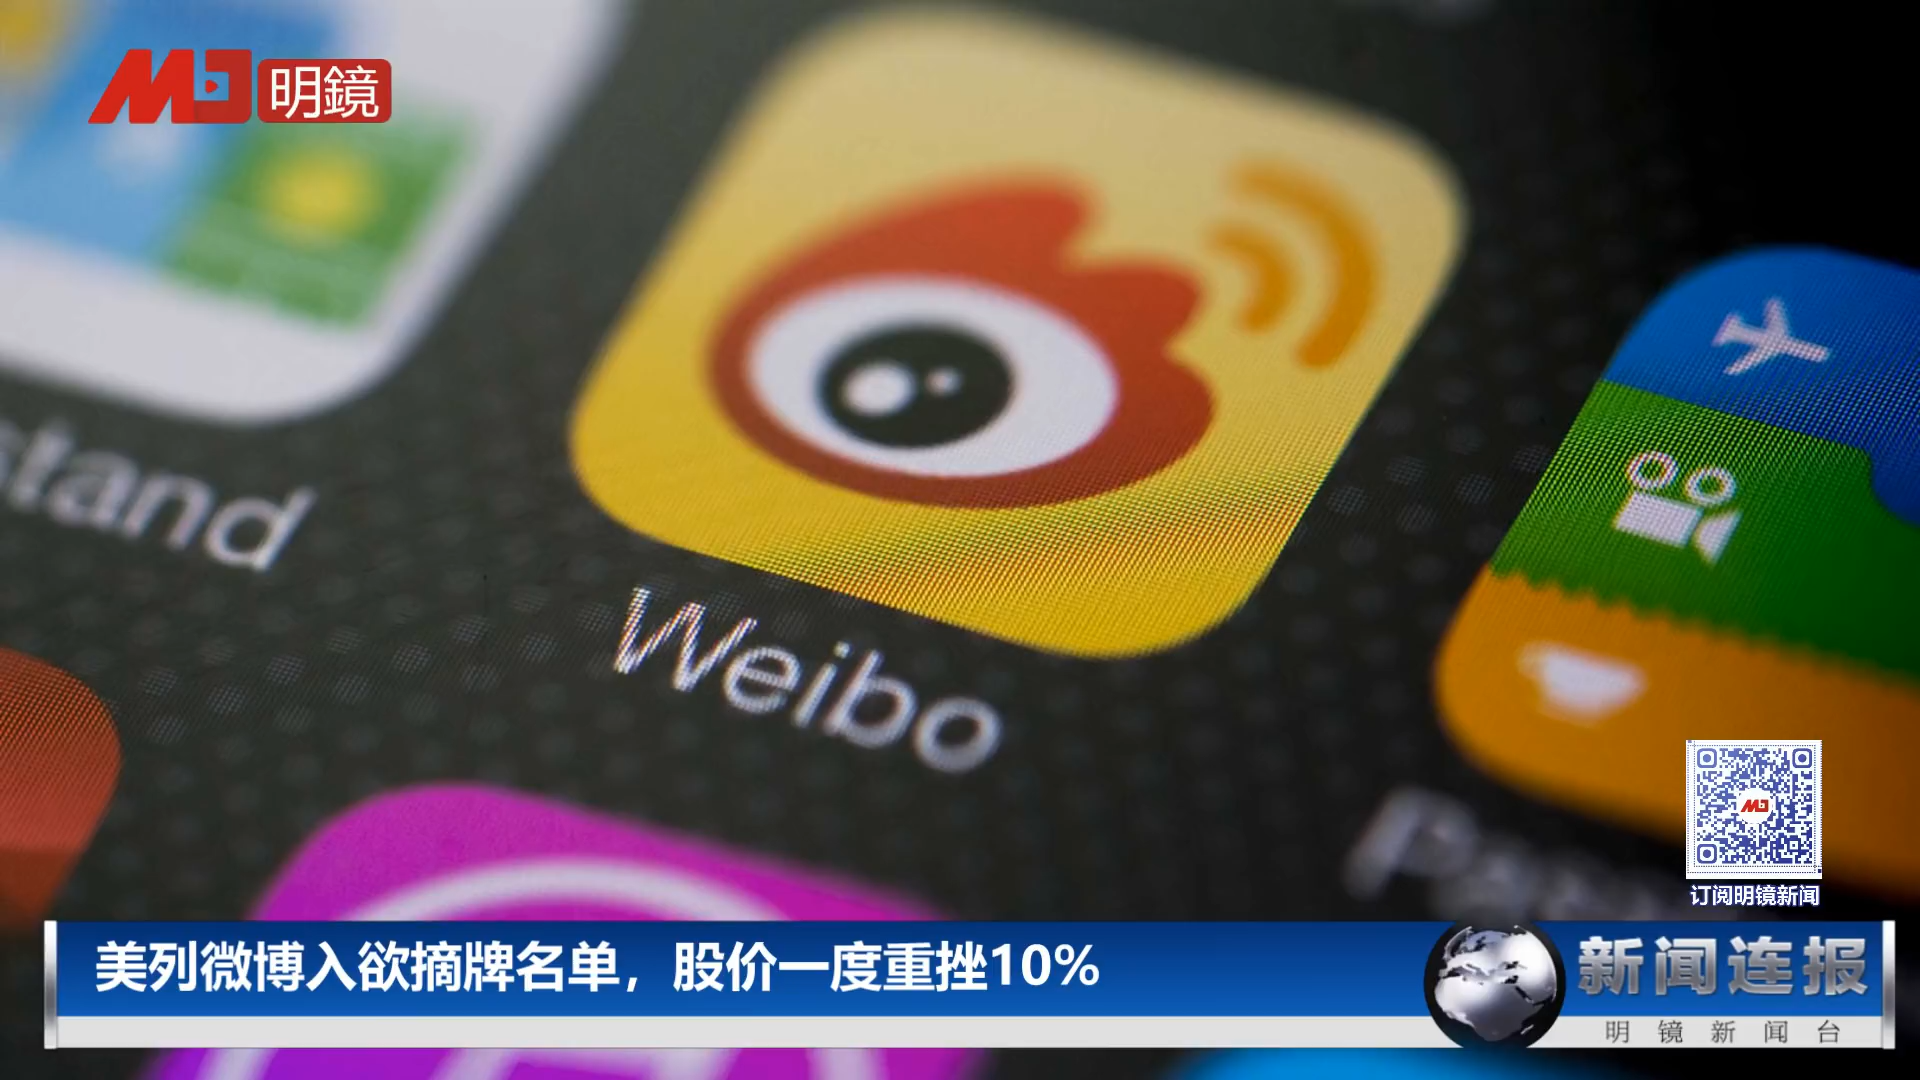 明鏡
stand
Weibo
订阅明镜新闻
美列微博入欲摘牌名单，股价一度重挫10%
新闻连报
明镜新闻台